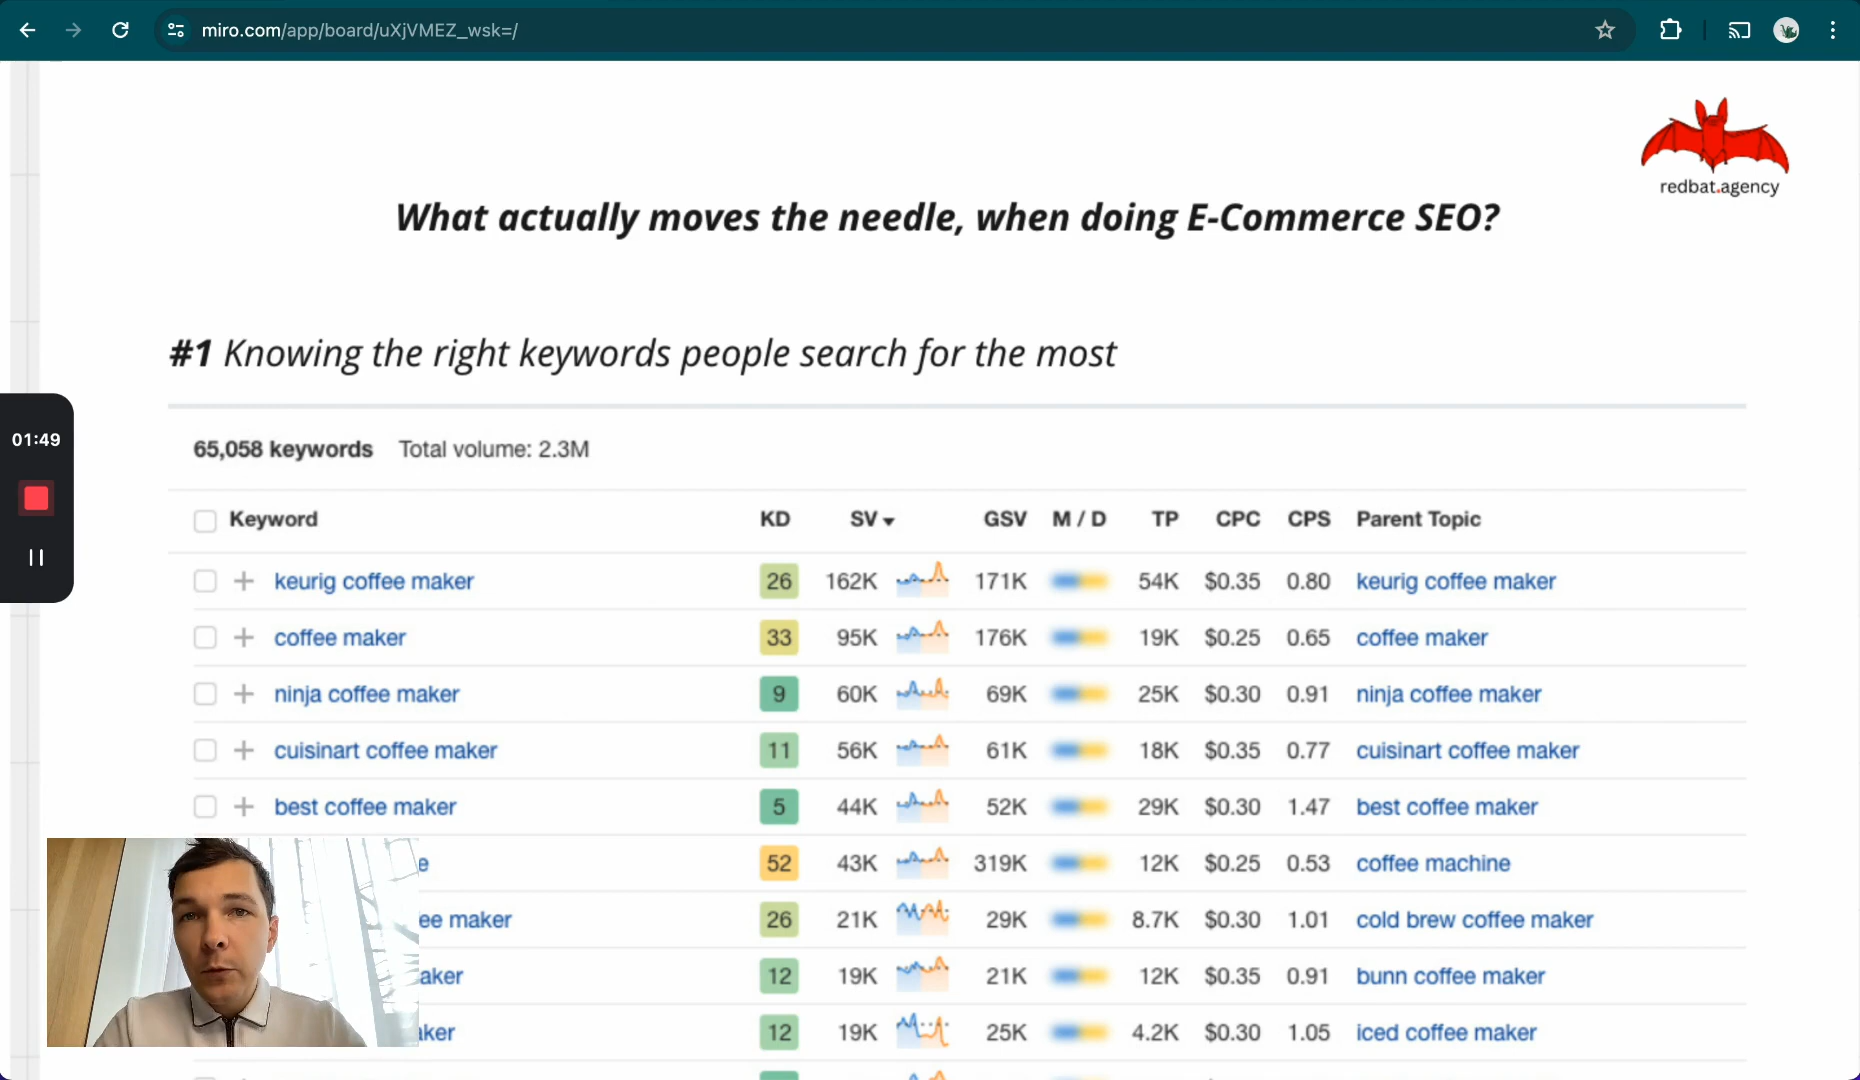 miro.com/app/board/uXjVMEZ_wsk=/
redbat.agency
What actually moves the needle, when doing E-Commerce SEO?
#1 Knowing the right keywords people search for the most
01:49
65,058 keywords Total volume: 2.3M
Keyword KD SV GSV M / D TP CPC CPS Parent Topic
keurig coffee maker 26 162K 171K 54K $0.35 0.80 keurig coffee maker
coffee maker 33 95K 176K 19K $0.25 0.65 coffee maker
ninja coffee maker 9 60K 69K 25K $0.30 0.91 ninja coffee maker
cuisinart coffee maker 11 56K 61K 18K $0.35 0.77 cuisinart coffee maker
best coffee maker 5 44K 52K 29K $0.30 1.47 best coffee maker
e 52 43K 319K 12K $0.25 0.53 coffee machine
ee maker 26 21K 29K 8.7K $0.30 1.01 cold brew coffee maker
aker 12 19K 21K 12K $0.35 0.91 bunn coffee maker
ker 12 19K 25K 4.2K $0.30 1.05 iced coffee maker